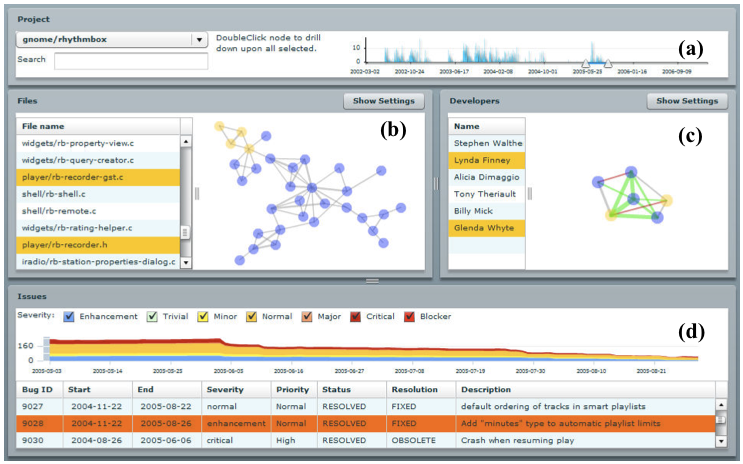 Project
gnome/rhythmbox
DoubleClick node to drill
down upon all selected.
Search
10
0
2002-03-02 2002-10-24 2003-06-17 2004-02-08 2004-10-01 2005-05-25 2006-01-16 2006-09-09
(a)
Files
Show Settings
File name
widgets/rb-property-view.c
widgets/rb-query-creator.c
player/rb-recorder-gst.c
shell/rb-shell.c
shell/rb-remote.c
widgets/rb-rating-helper.c
player/rb-recorder.h
iradio/rb-station-properties-dialog.c
(b)
Developers
Show Settings
Name
Stephen Walthe
Lynda Finney
Alicia Dimaggio
Tony Theriault
Billy Mick
Glenda Whyte
(c)
Issues
Severity: Enhancement Trivial Minor Normal Major Critical Blocker
(d)
160
0
2005-05-03 2005-05-14 2005-05-25 2005-06-05 2005-06-16 2005-06-27 2005-07-08 2005-07-19 2005-07-30 2005-08-10 2005-08-21
Bug ID Start End Severity Priority Status Resolution Description
9027 2004-11-22 2005-08-22 normal Normal RESOLVED FIXED default ordering of tracks in smart playlists
9028 2004-11-22 2005-08-26 enhancement Normal RESOLVED FIXED Add "minutes" type to automatic playlist limits
9030 2004-08-26 2005-06-06 critical High RESOLVED OBSOLETE Crash when resuming play